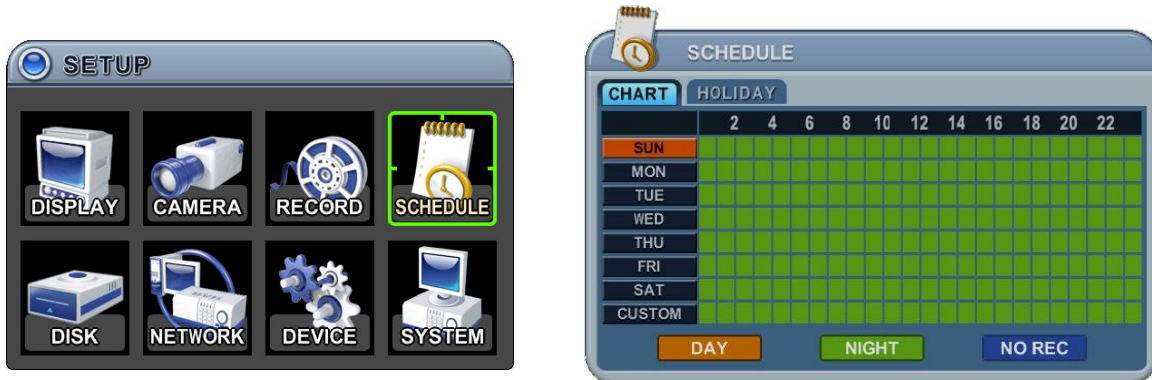 SETUP
DISPLAY CAMERA RECORD SCHEDULE
DISK NETWORK DEVICE SYSTEM
SCHEDULE
CHART HOLIDAY
2 4 6 8 10 12 14 16 18 20 22
SUN
MON
TUE
WED
THU
FRI
SAT
CUSTOM
DAY NIGHT NO REC